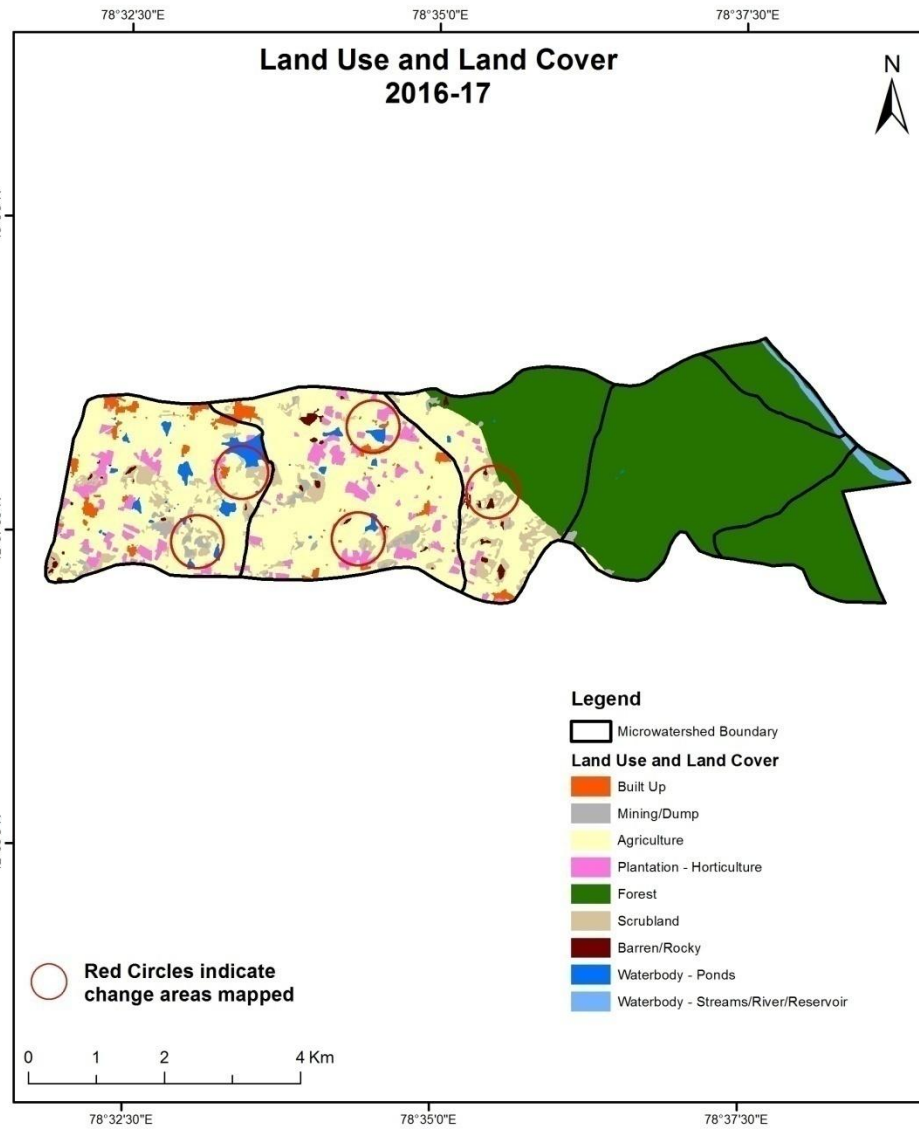 78°32'30"E
78°35'0"E
78°37'30"E
Land Use and Land Cover
2016-17
N
Legend
Microwatershed Boundary
Land Use and Land Cover
Built Up
Mining/Dump
Agriculture
Plantation - Horticulture
Forest
Scrubland
Barren/Rocky
Waterbody - Ponds
Waterbody - Streams/River/Reservoir
Red Circles indicate
change areas mapped
0 1 2 4 Km
78°32'30"E
78°35'0"E
78°37'30"E